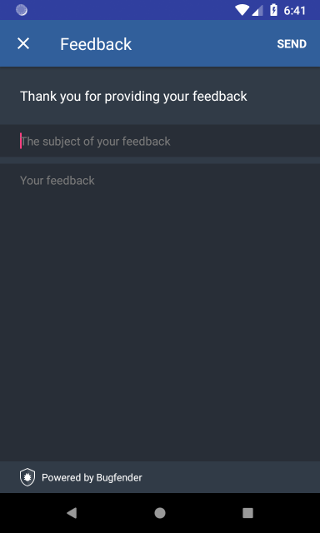 6:41
Feedback
SEND
Thank you for providing your feedback
The subject of your feedback
Your feedback
Powered by Bugfender